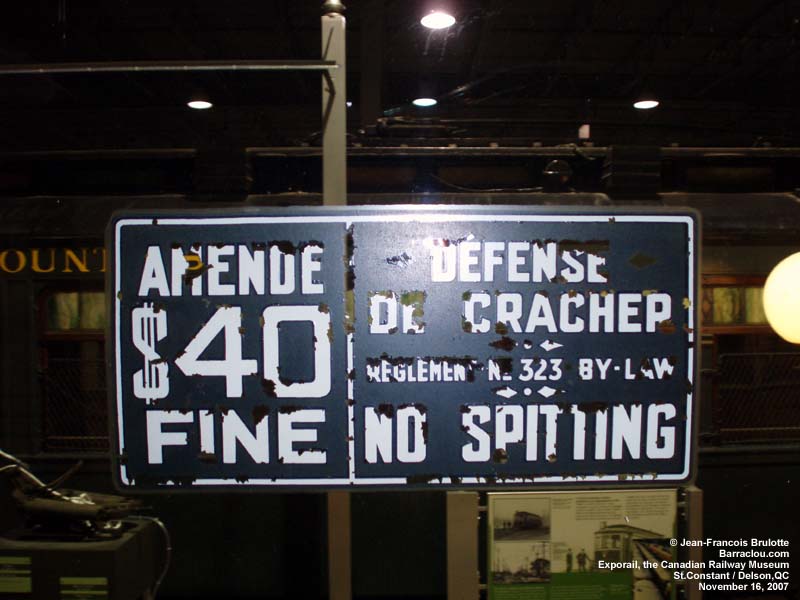 OUNT
AMENDE
$40
FINE
DEFENSE
DE CRACHER
REGLEMENT No 323 BY-LAW
NO SPITTING
© Jean-Francois Brulotte
Barraclou.com
Exporail, the Canadian Railway Museum
St.Constant / Delson,QC
November 16, 2007